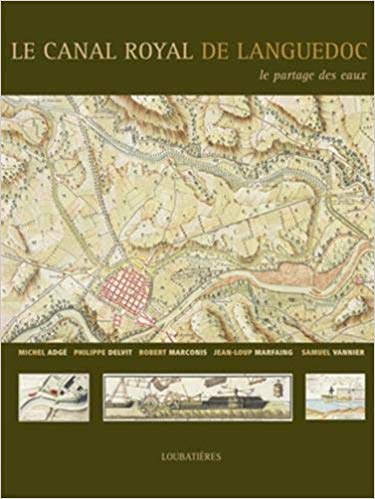 LE CANAL ROYAL DE LANGUEDOC
le partage des eaux
MICHEL ADGÉ PHILIPPE DELVIT ROBERT MARCONIS JEAN-LOUP MARFAING SAMUEL VANNIER
LOUBATIÈRES